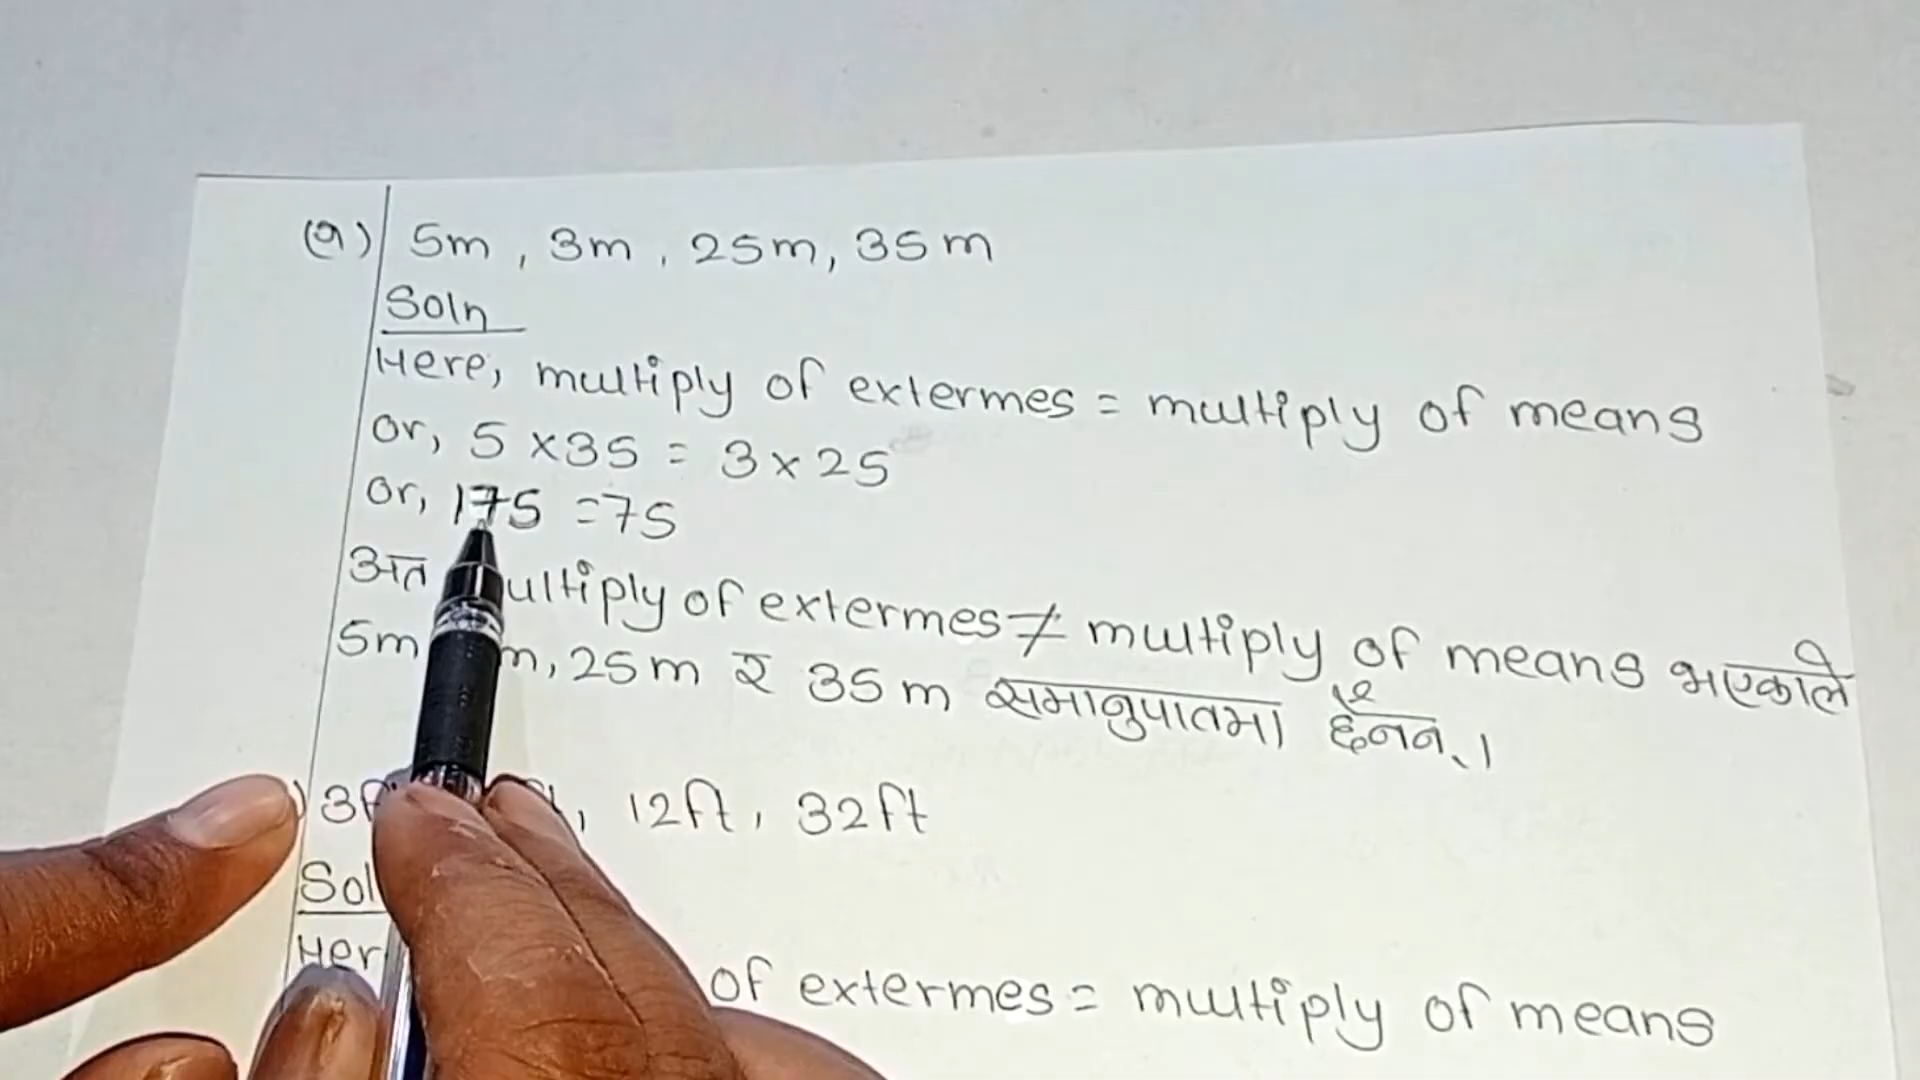 (a) 5m, 3m, 25m, 35m
Soln
Here, multiply of extermes = multiply of means
or, 5 × 35 = 3 × 25
or, 175 = 75
अत multiply of extermes ≠ multiply of means भएकाले
5m m, 25m र 35m समानुपातमा छैनन् ।
) 3f , 12ft, 32ft
Sol
Her of extermes = multiply of means